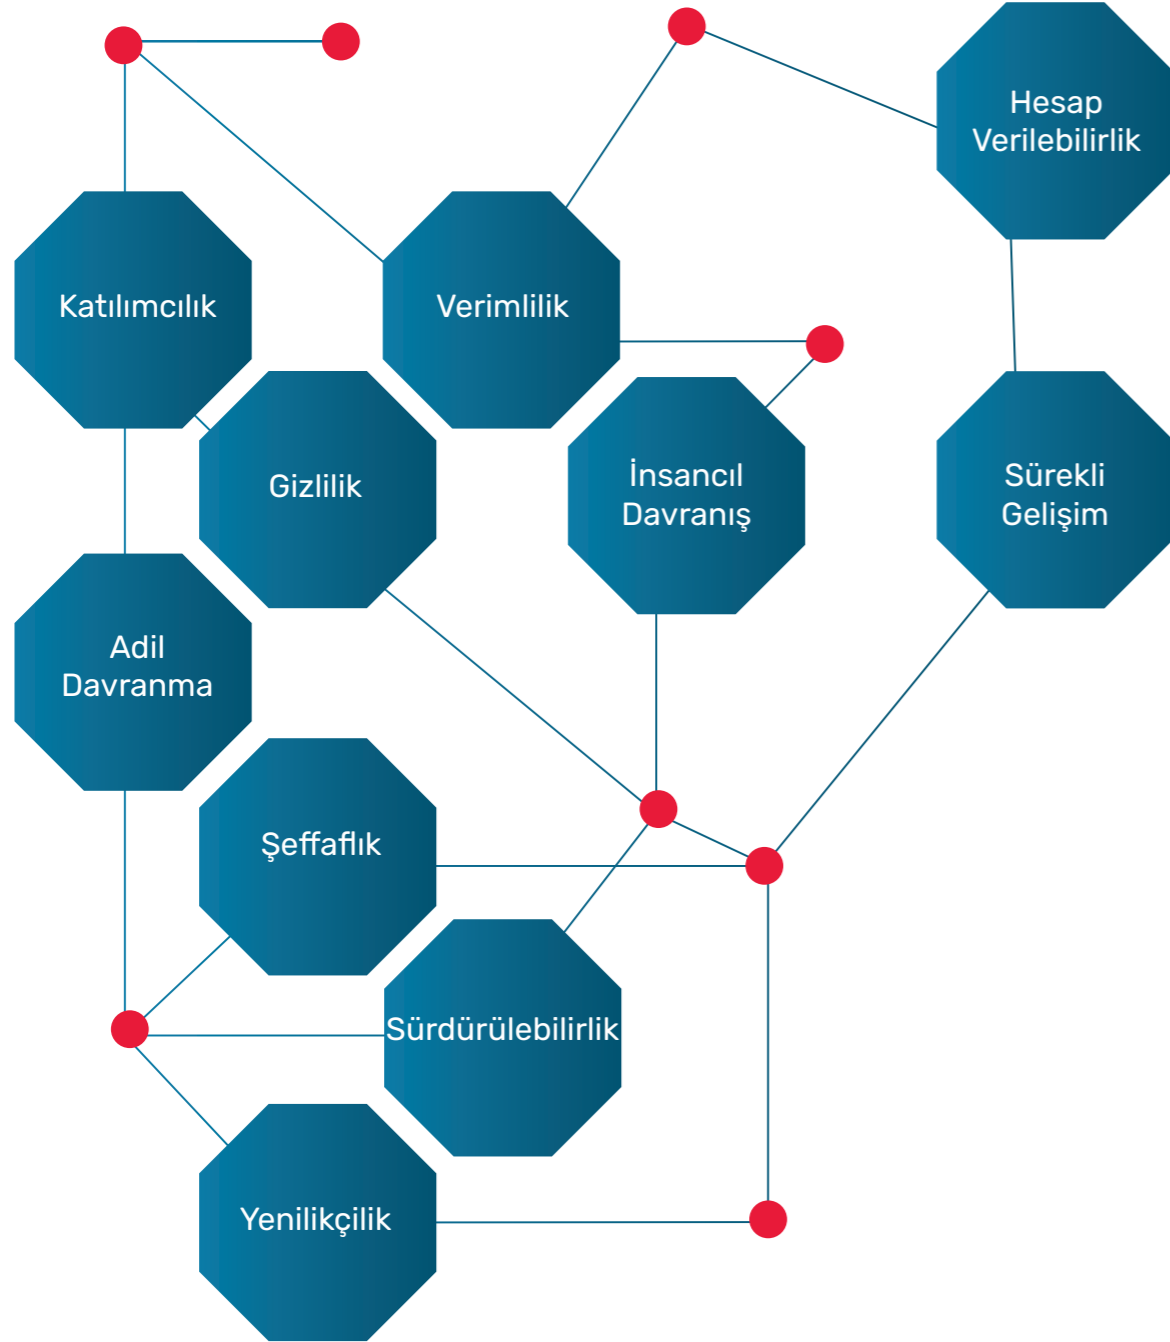 Hesap
Verilebilirlik
Katılımcılık
Verimlilik
Gizlilik
İnsancıl
Davranış
Sürekli
Gelişim
Adil
Davranma
Şeffaflık
Sürdürülebilirlik
Yenilikçilik